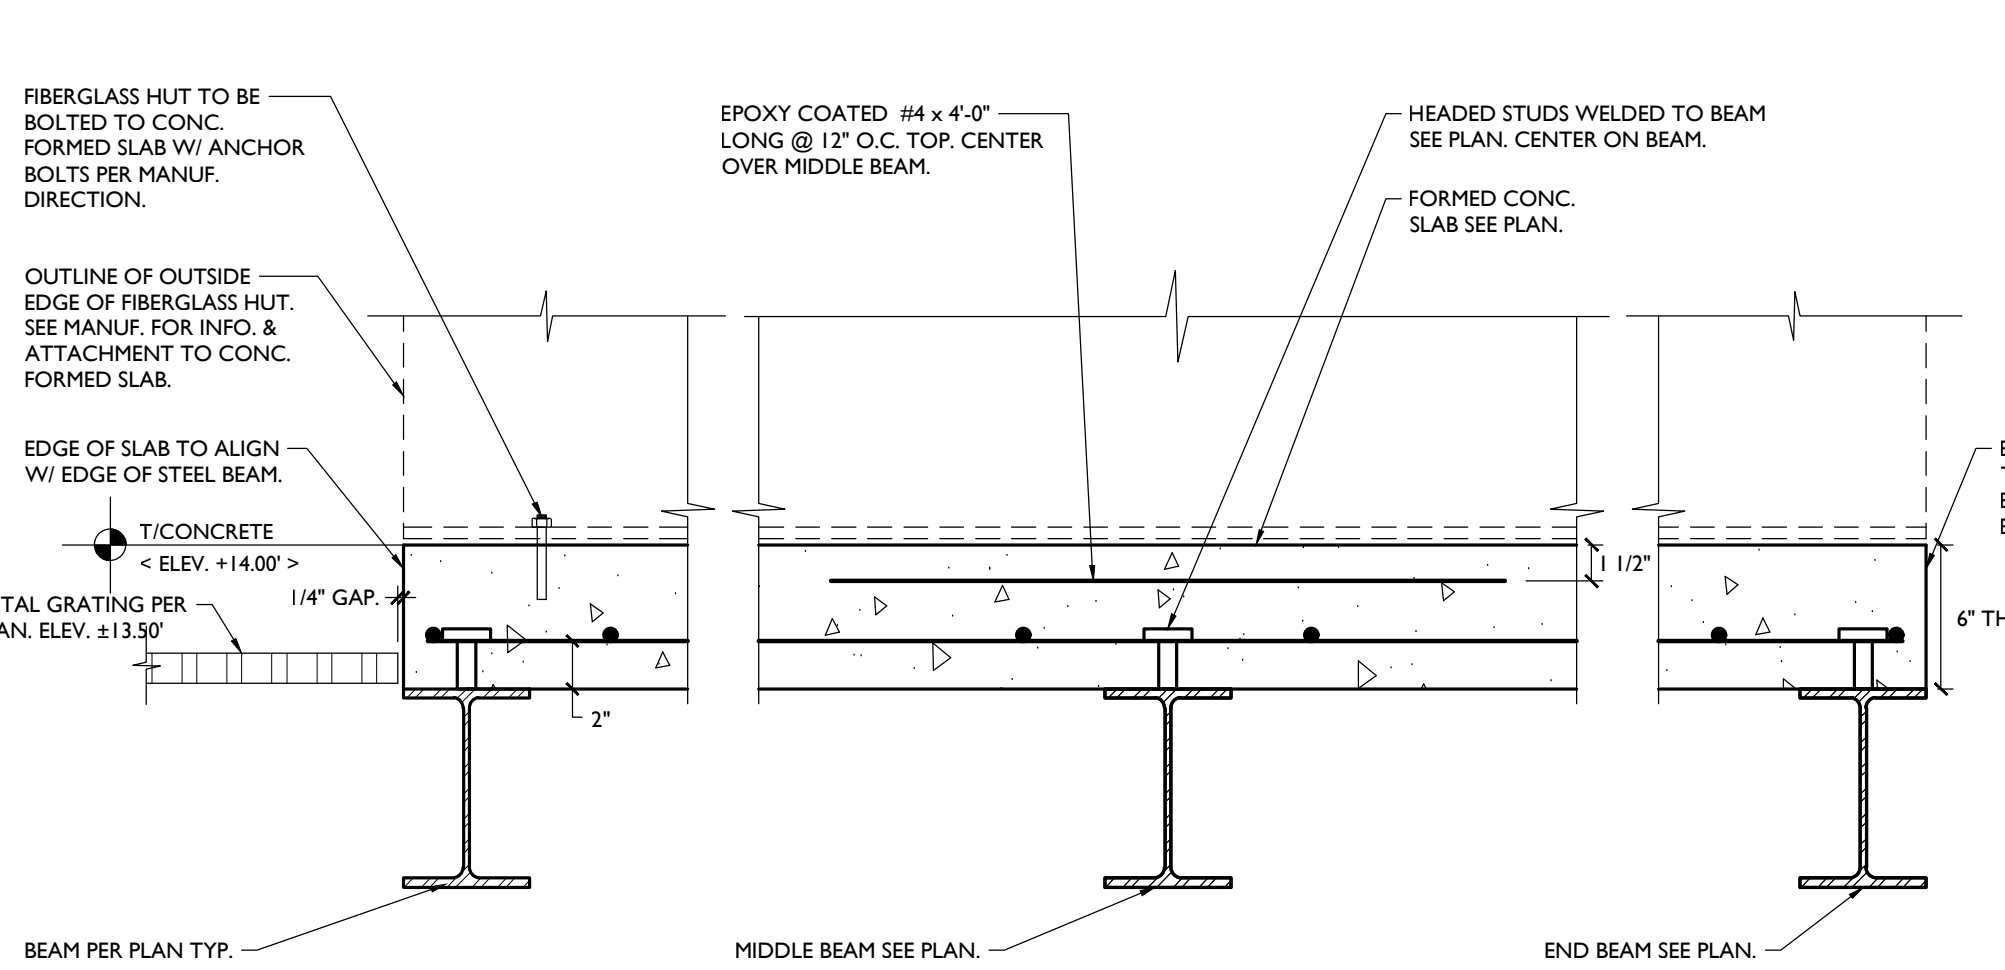 FIBERGLASS HUT TO BE
BOLTED TO CONC.
FORMED SLAB W/ ANCHOR
BOLTS PER MANUF.
DIRECTION.
EPOXY COATED #4 x 4'-0"
LONG @ 12" O.C. TOP. CENTER
OVER MIDDLE BEAM.
HEADED STUDS WELDED TO BEAM
SEE PLAN. CENTER ON BEAM.
FORMED CONC.
SLAB SEE PLAN.
OUTLINE OF OUTSIDE
EDGE OF FIBERGLASS HUT.
SEE MANUF. FOR INFO. &
ATTACHMENT TO CONC.
FORMED SLAB.
EDGE OF SLAB TO ALIGN
W/ EDGE OF STEEL BEAM.
T/CONCRETE
< ELEV. +14.00' >
1/4" GAP.
GRATING PER
ELEV. ±13.50'
1 1/2"
6"
2"
BEAM PER PLAN TYP.
MIDDLE BEAM SEE PLAN.
END BEAM SEE PLAN.